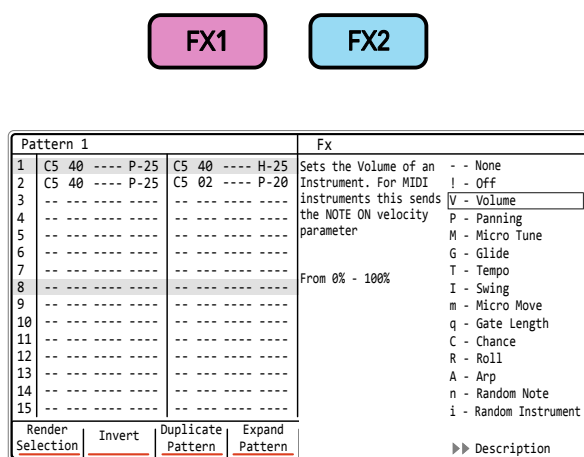 FX1 FX2
Pattern 1 Fx
1 C5 40 ---- P-25 C5 40 ---- H-25
2 C5 40 ---- P-25 C5 02 ---- P-20
3 -- -- ---- ---- -- -- ---- ----
4 -- -- ---- ---- -- -- ---- ----
5 -- -- ---- ---- -- -- ---- ----
6 -- -- ---- ---- -- -- ---- ----
7 -- -- ---- ---- -- -- ---- ----
8 -- -- ---- ---- -- -- ---- ----
9 -- -- ---- ---- -- -- ---- ----
10 -- -- ---- ---- -- -- ---- ----
11 -- -- ---- ---- -- -- ---- ----
12 -- -- ---- ---- -- -- ---- ----
13 -- -- ---- ---- -- -- ---- ----
14 -- -- ---- ---- -- -- ---- ----
15 -- -- ---- ---- -- -- ---- ----
Sets the Volume of an
Instrument. For MIDI
instruments this sends
the NOTE ON velocity
parameter
From 0% - 100%
- - None
! - Off
V - Volume
P - Panning
M - Micro Tune
G - Glide
T - Tempo
I - Swing
m - Micro Move
q - Gate Length
C - Chance
R - Roll
A - Arp
n - Random Note
i - Random Instrument
Render
Selection
Invert
Duplicate
Pattern
Expand
Pattern
▶▶ Description